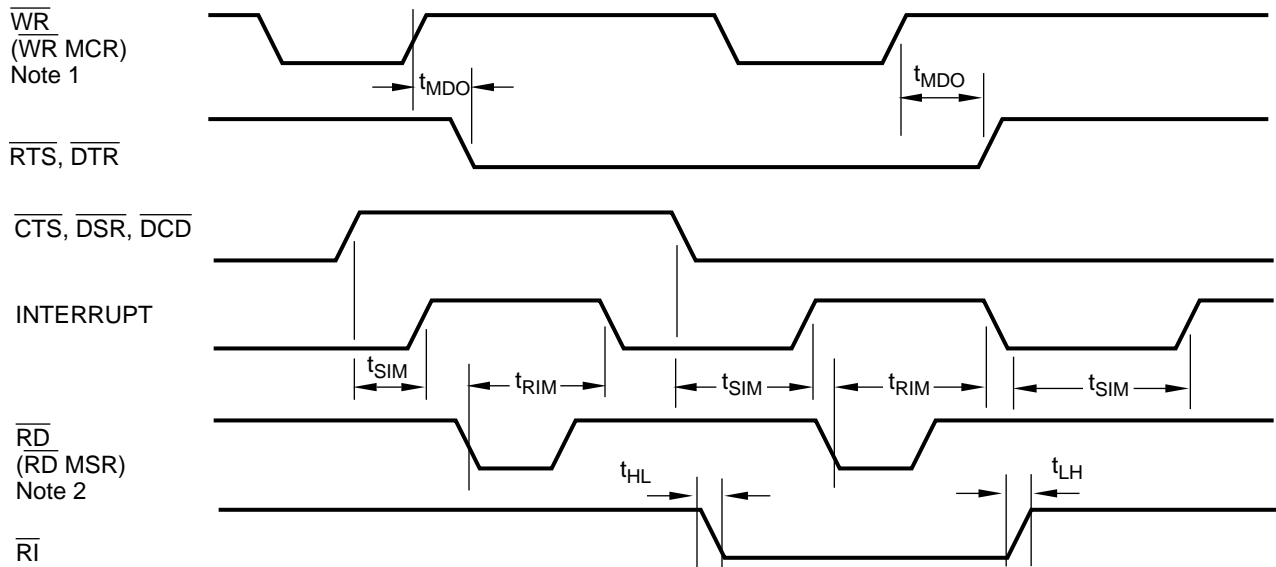 WR
(WR MCR)
Note 1
tMDO
tMDO
RTS, DTR
CTS, DSR, DCD
INTERRUPT
tSIM
tRIM
tSIM
tRIM
tSIM
RD
(RD MSR)
Note 2
tHL
tLH
RI